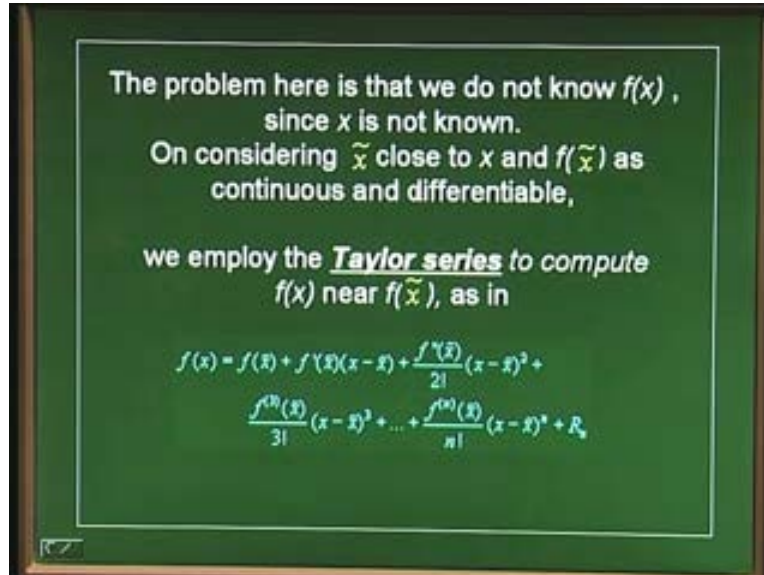 The problem here is that we do not know f(x) ,
since x is not known.
On considering x̃ close to x and f(x̃) as
continuous and differentiable,
we employ the Taylor series to compute
f(x) near f(x̃), as in
f(x) = f(x̃) + f'(x̃)(x − x̃) + f''(x̃)/2! (x − x̃)² +
f⁽³⁾(x̃)/3! (x − x̃)³ + ... + f⁽ⁿ⁾(x̃)/n! (x − x̃)ⁿ + Rₙ